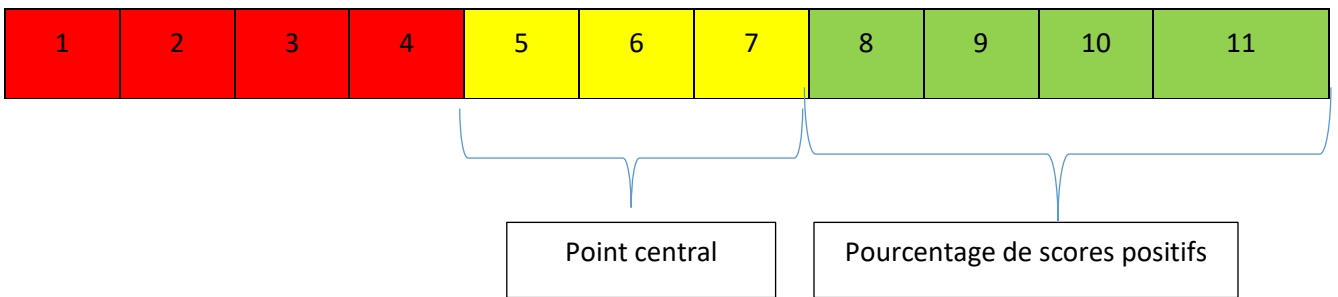 1 2 3 4 5 6 7 8 9 10 11
Point central
Pourcentage de scores positifs